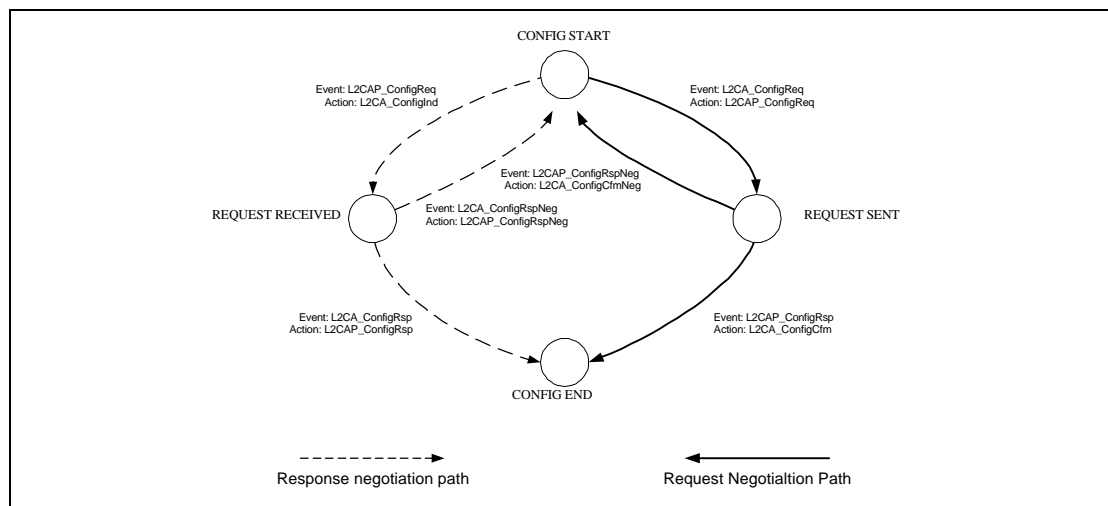 CONFIG START
Event: L2CAP_ConfigReq
Action: L2CA_ConfigInd
Event: L2CA_ConfigReq
Action: L2CAP_ConfigReq
Event: L2CAP_ConfigRspNeg
Action: L2CA_ConfigCfmNeg
REQUEST RECEIVED
Event: L2CA_ConfigRspNeg
Action: L2CAP_ConfigRspNeg
REQUEST SENT
Event: L2CA_ConfigRsp
Action: L2CAP_ConfigRsp
Event: L2CAP_ConfigRsp
Action: L2CA_ConfigCfm
CONFIG END
Response negotiation path
Request Negotialtion Path